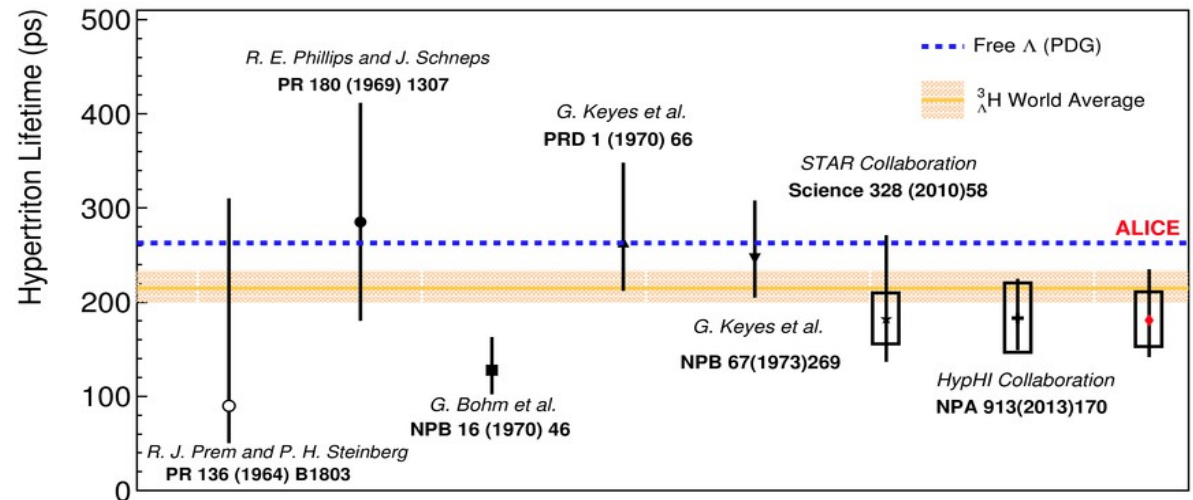 Hypertriton Lifetime (ps)
500
400
300
200
100
0
R. E. Phillips and J. Schneps
PR 180 (1969) 1307
Free Λ (PDG)
³ΛH World Average
G. Keyes et al.
PRD 1 (1970) 66
STAR Collaboration
Science 328 (2010)58
ALICE
G. Keyes et al.
NPB 67(1973)269
HypHI Collaboration
NPA 913(2013)170
G. Bohm et al.
NPB 16 (1970) 46
R. J. Prem and P. H. Steinberg
PR 136 (1964) B1803